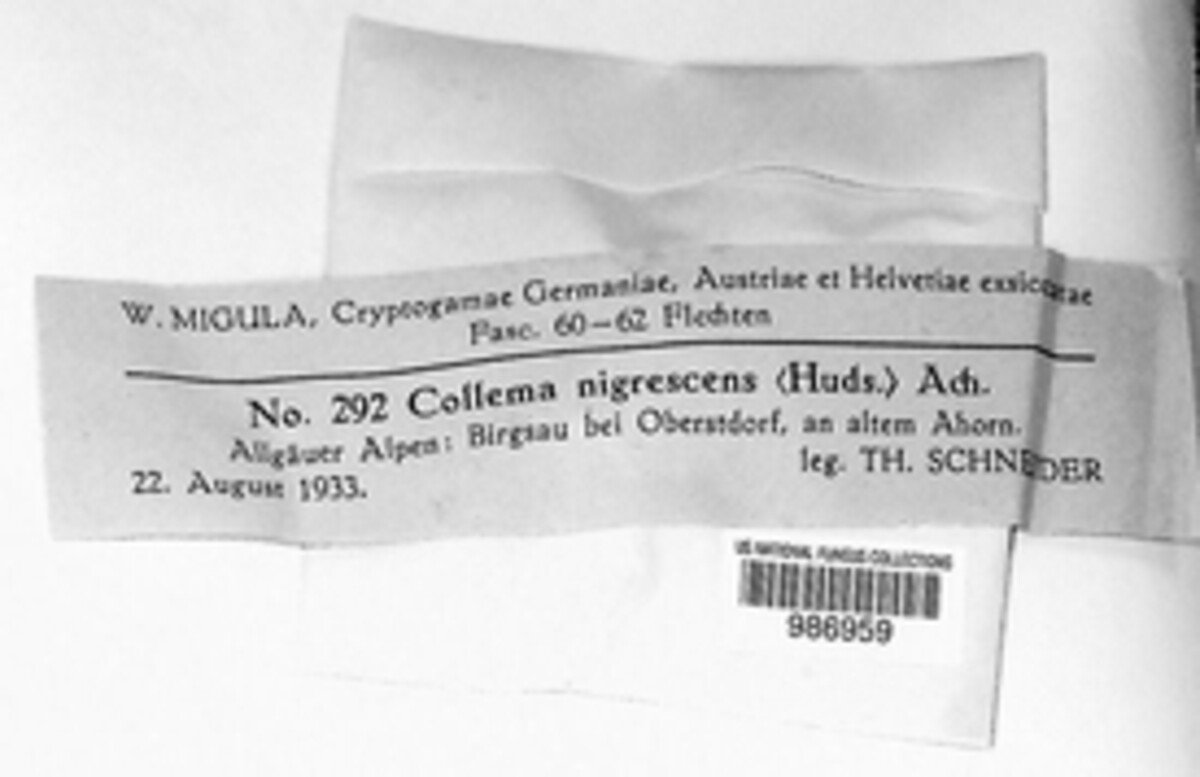 W. MIGULA, Cryptogamae Germaniae, Austriae et Helvetiae exsiccatae
Fasc. 60–62 Flechten
No. 292 Collema nigrescens (Huds.) Ach.
Allgäuer Alpen: Birgsau bei Oberstdorf, an altem Ahorn.
22. August 1933.
leg. TH. SCHNEIDER
US NATIONAL FUNGUS COLLECTIONS
986959